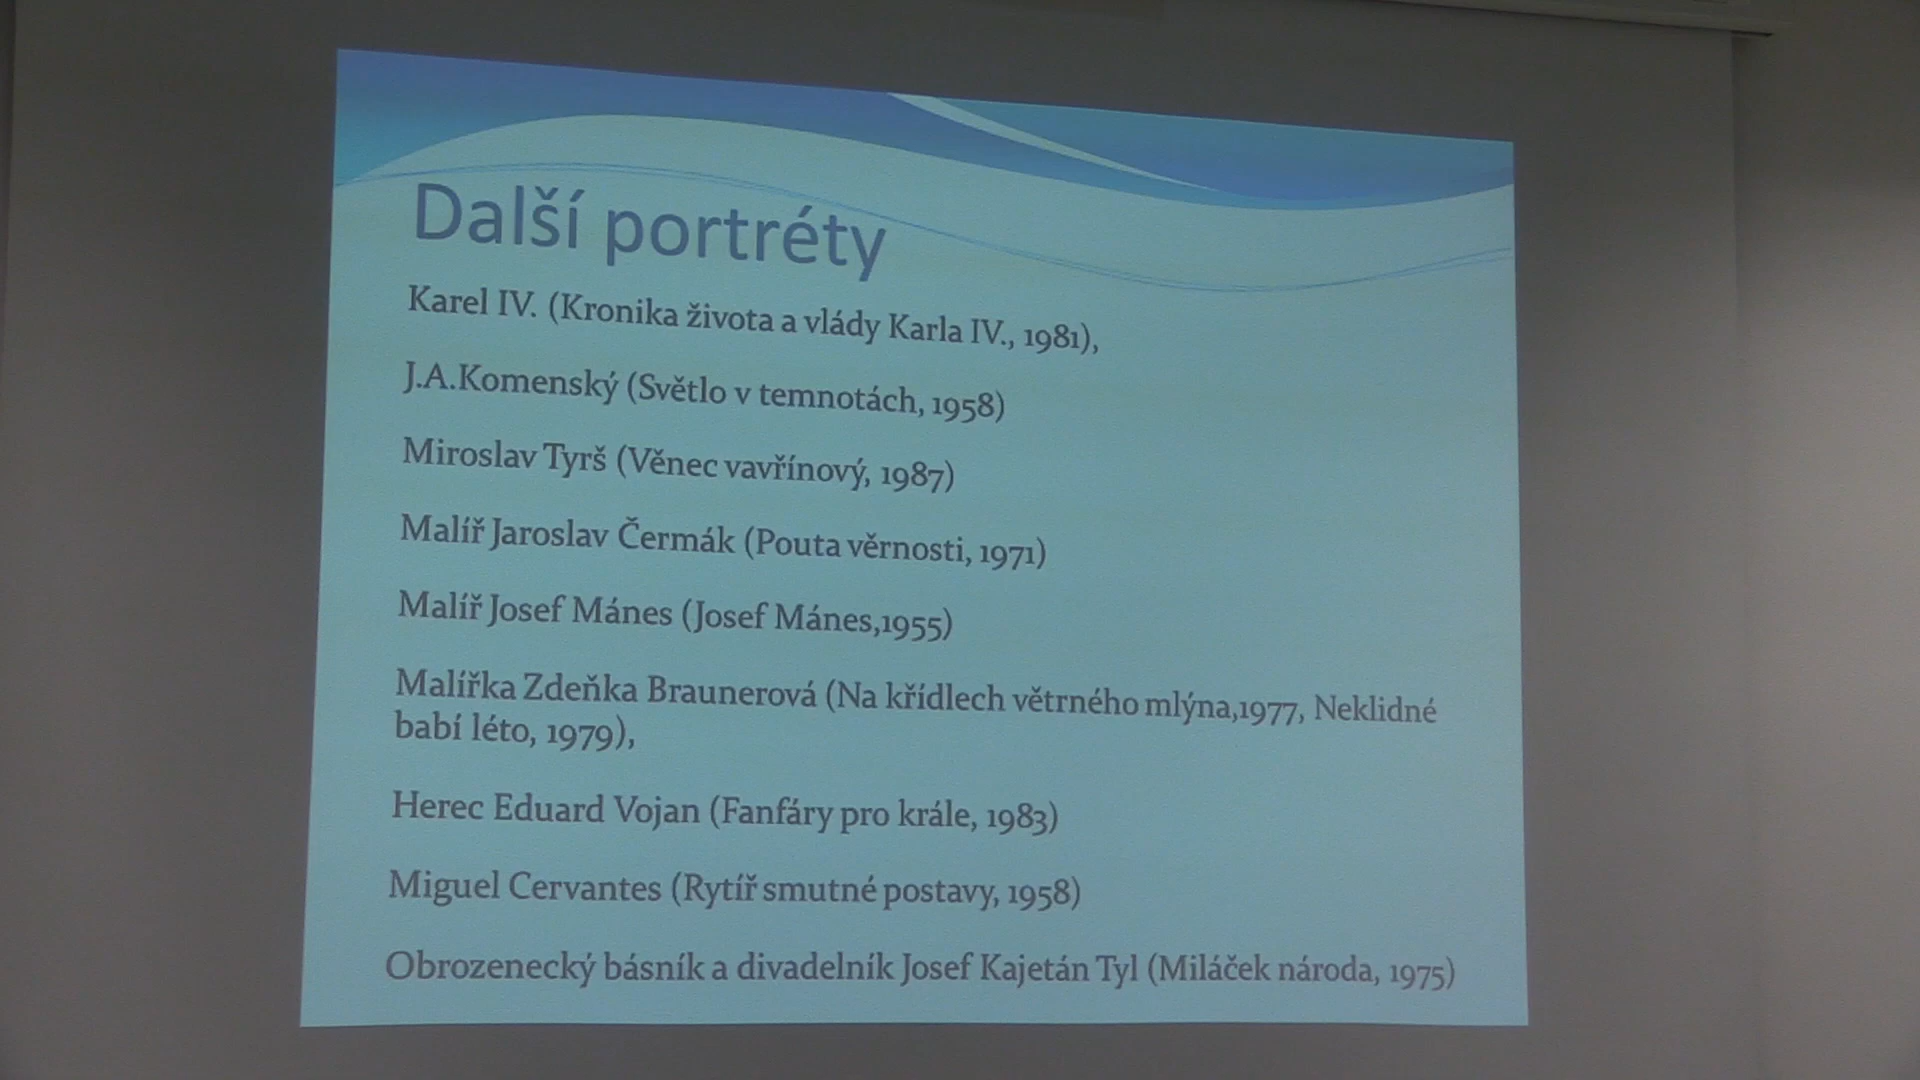 Další portréty
Karel IV. (Kronika života a vlády Karla IV., 1981),
J.A.Komenský (Světlo v temnotách, 1958)
Miroslav Tyrš (Věnec vavřínový, 1987)
Malíř Jaroslav Čermák (Pouta věrnosti, 1971)
Malíř Josef Mánes (Josef Mánes,1955)
Malířka Zdeňka Braunerová (Na křídlech větrného mlýna,1977, Neklidné
babí léto, 1979),
Herec Eduard Vojan (Fanfáry pro krále, 1983)
Miguel Cervantes (Rytíř smutné postavy, 1958)
Obrozenecký básník a divadelník Josef Kajetán Tyl (Miláček národa, 1975)